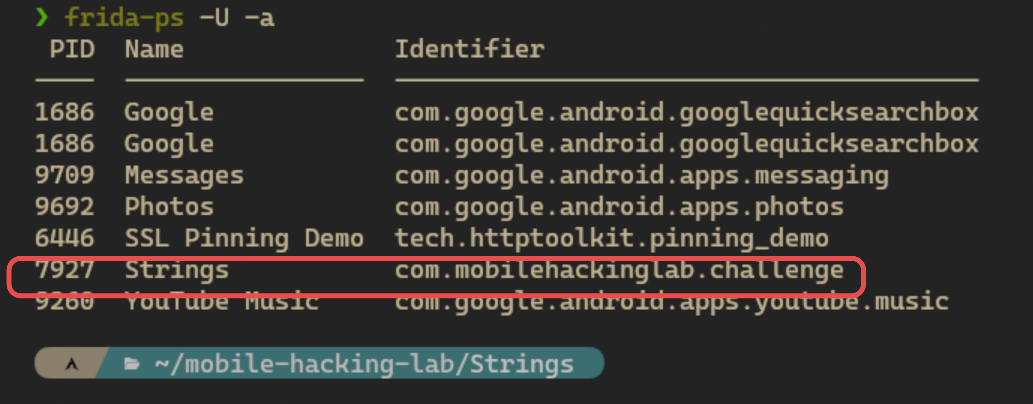 ❯ frida-ps -U -a
PID Name Identifier
1686 Google com.google.android.googlequicksearchbox
1686 Google com.google.android.googlequicksearchbox
9709 Messages com.google.android.apps.messaging
9692 Photos com.google.android.apps.photos
6446 SSL Pinning Demo tech.httptoolkit.pinning_demo
7927 Strings com.mobilehackinglab.challenge
9260 YouTube Music com.google.android.apps.youtube.music
~/mobile-hacking-lab/Strings